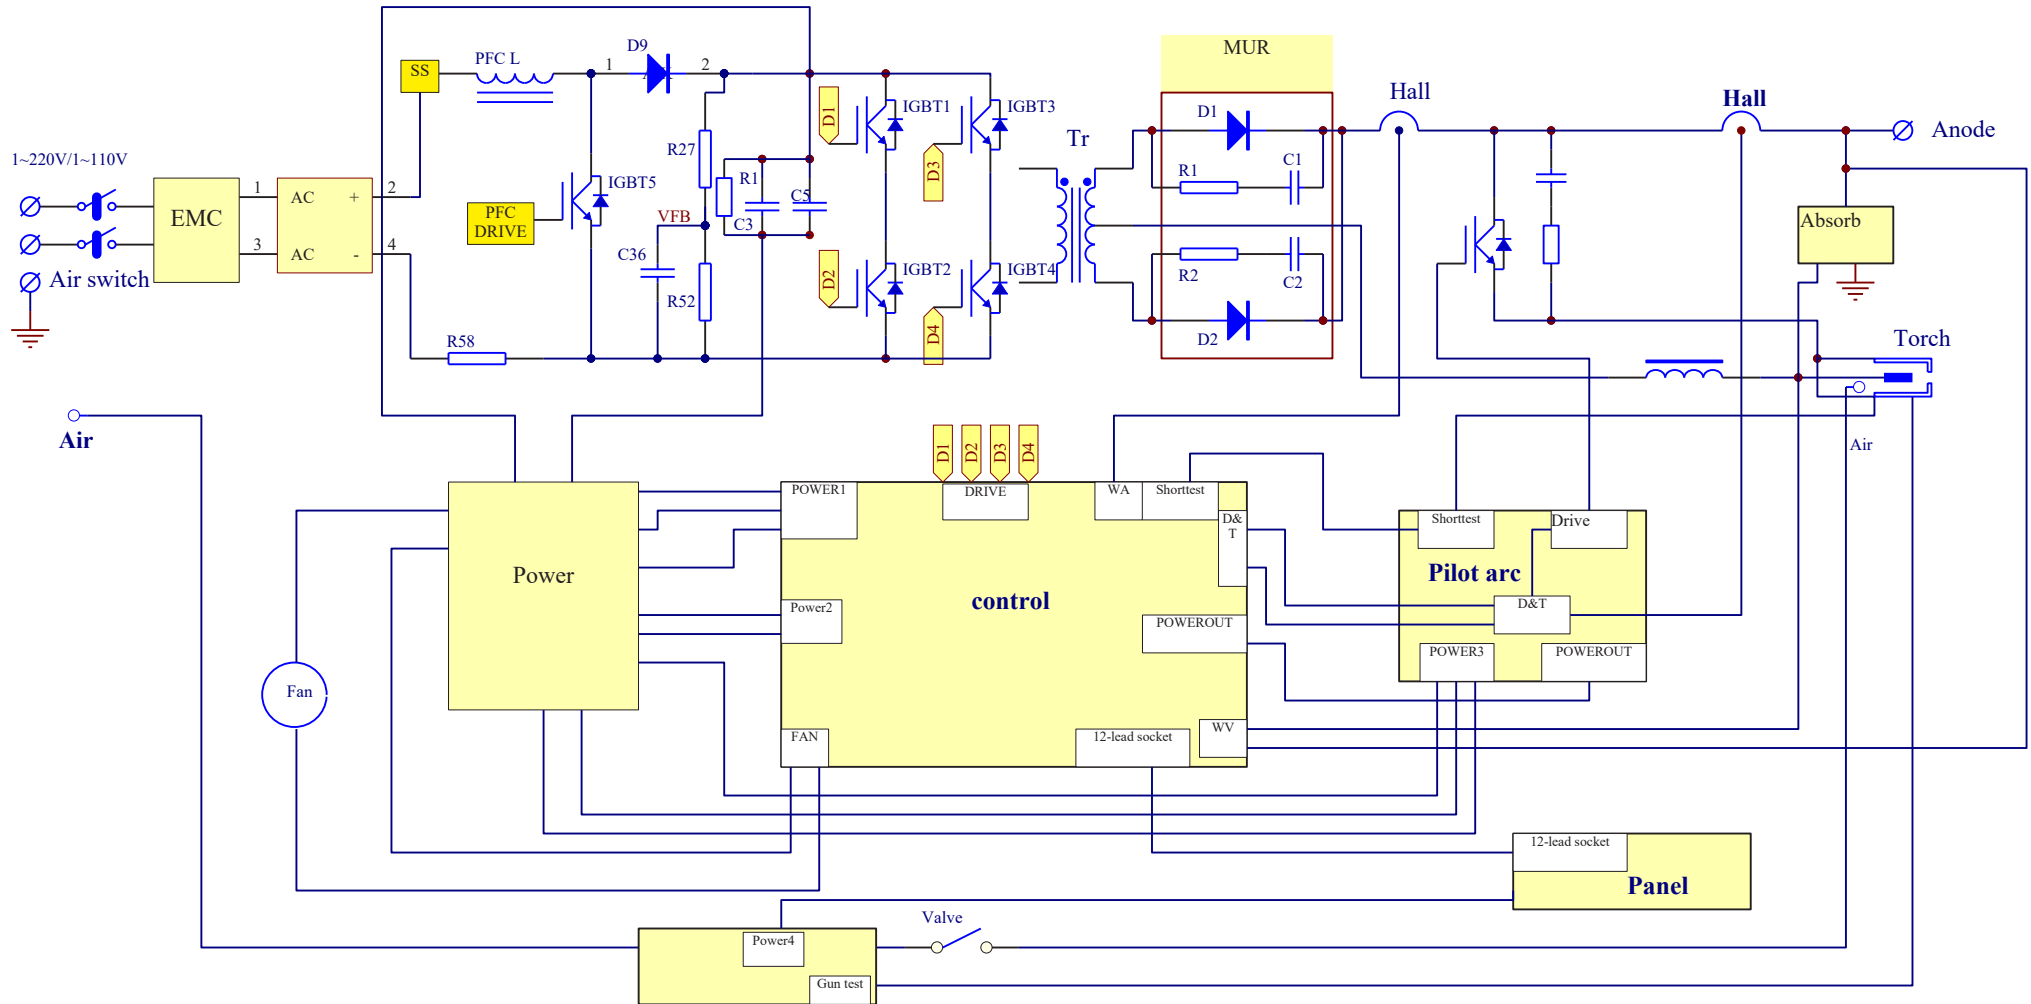 MUR
D9
PFC L
1
2
SS
Hall
Hall
D1
IGBT1
IGBT3
D1
Anode
Tr
1~220V/1~110V
R27
C1
D3
R1
IGBT5
R1
C5
1
AC
+
2
EMC
PFC
DRIVE
VFB
C3
Absorb
3
AC
-
4
C36
D2
IGBT2
IGBT4
R2
C2
Air switch
R52
D4
D2
R58
Torch
Air
Air
D1
D2
D3
D4
POWER1
DRIVE
WA
Shorttest
D&
T
Shorttest
Drive
Power
Pilot arc
control
Power2
D&T
POWEROUT
POWER3
POWEROUT
Fan
FAN
12-lead socket
WV
12-lead socket
Panel
Valve
Power4
Gun test